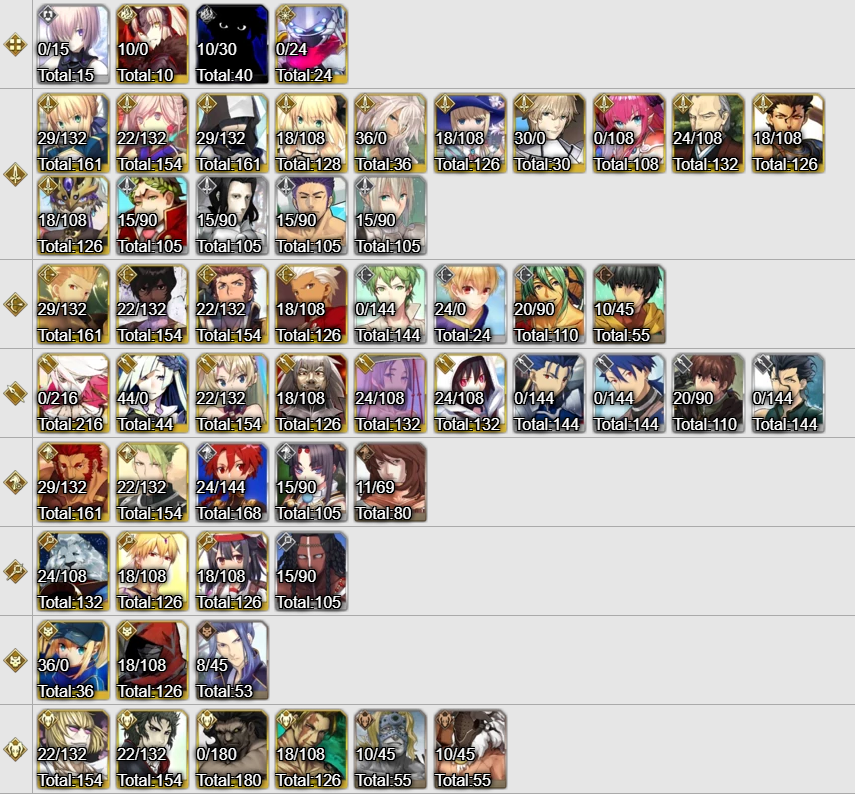 0/15 10/0 10/30 0/24
Total:15 Total:10 Total:40 Total:24
29/132 22/132 29/132 18/108 36/0 18/108 30/0 0/108 24/108 18/108
Total:161 Total:154 Total:161 Total:128 Total:36 Total:126 Total:30 Total:108 Total:132 Total:126
18/108 15/90 15/90 15/90 15/90
Total:126 Total:105 Total:105 Total:105 Total:105
29/132 22/132 22/132 18/108 0/144 24/0 20/90 10/45
Total:161 Total:154 Total:154 Total:126 Total:144 Total:24 Total:110 Total:55
0/216 44/0 22/132 18/108 24/108 24/108 0/144 0/144 20/90 0/144
Total:216 Total:44 Total:154 Total:126 Total:132 Total:132 Total:144 Total:144 Total:110 Total:144
29/132 22/132 24/144 15/90 11/69
Total:161 Total:154 Total:168 Total:105 Total:80
24/108 18/108 18/108 15/90
Total:132 Total:126 Total:126 Total:105
36/0 18/108 8/45
Total:36 Total:126 Total:53
22/132 22/132 0/180 18/108 10/45 10/45
Total:154 Total:154 Total:180 Total:126 Total:55 Total:55